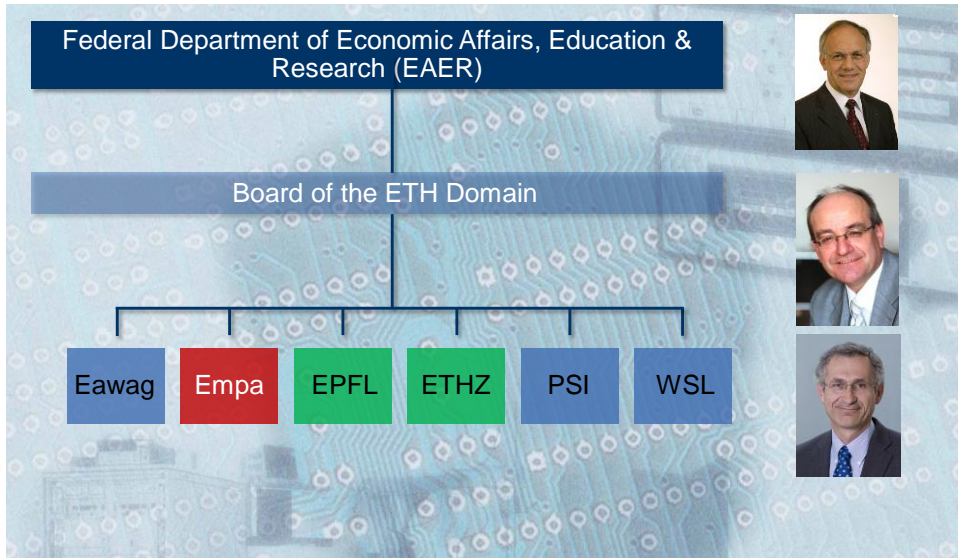 Federal Department of Economic Affairs, Education &
Research (EAER)
Board of the ETH Domain
Eawag
Empa
EPFL
ETHZ
PSI
WSL